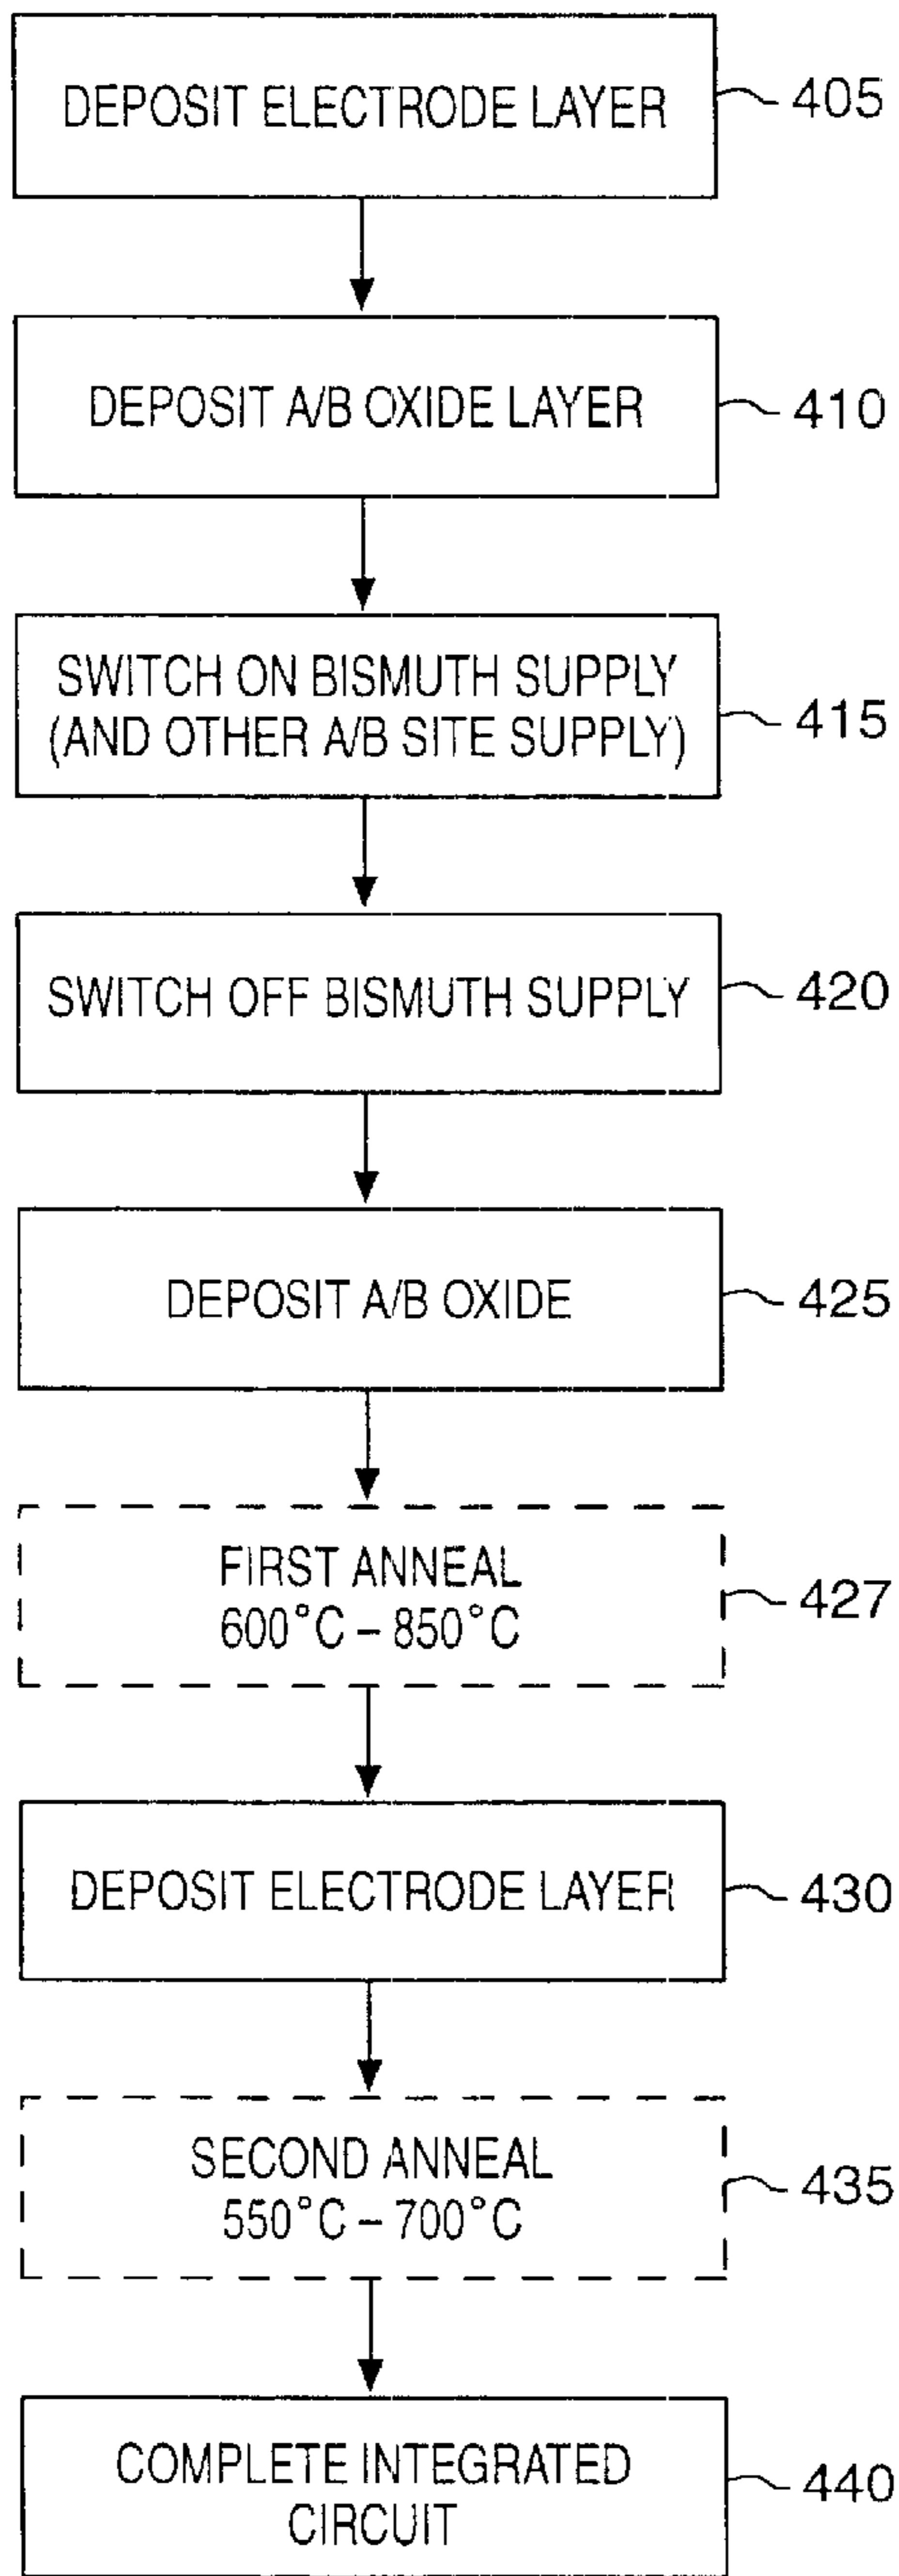 DEPOSIT ELECTRODE LAYER
405
DEPOSIT A/B OXIDE LAYER
410
SWITCH ON BISMUTH SUPPLY
(AND OTHER A/B SITE SUPPLY)
415
SWITCH OFF BISMUTH SUPPLY
420
DEPOSIT A/B OXIDE
425
FIRST ANNEAL
600°C – 850°C
427
DEPOSIT ELECTRODE LAYER
430
SECOND ANNEAL
550°C – 700°C
435
COMPLETE INTEGRATED
CIRCUIT
440